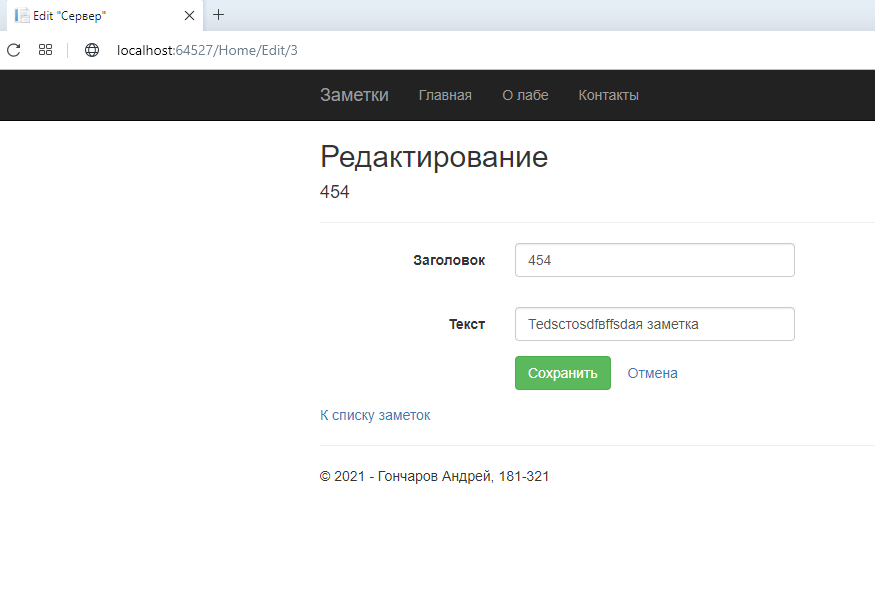 Edit "Сервер"
localhost:64527/Home/Edit/3
Заметки Главная О лабе Контакты
Редактирование
454
Заголовок 454
Текст Теdsстоsdfвffsdaя заметка
Сохранить Отмена
К списку заметок
© 2021 - Гончаров Андрей, 181-321